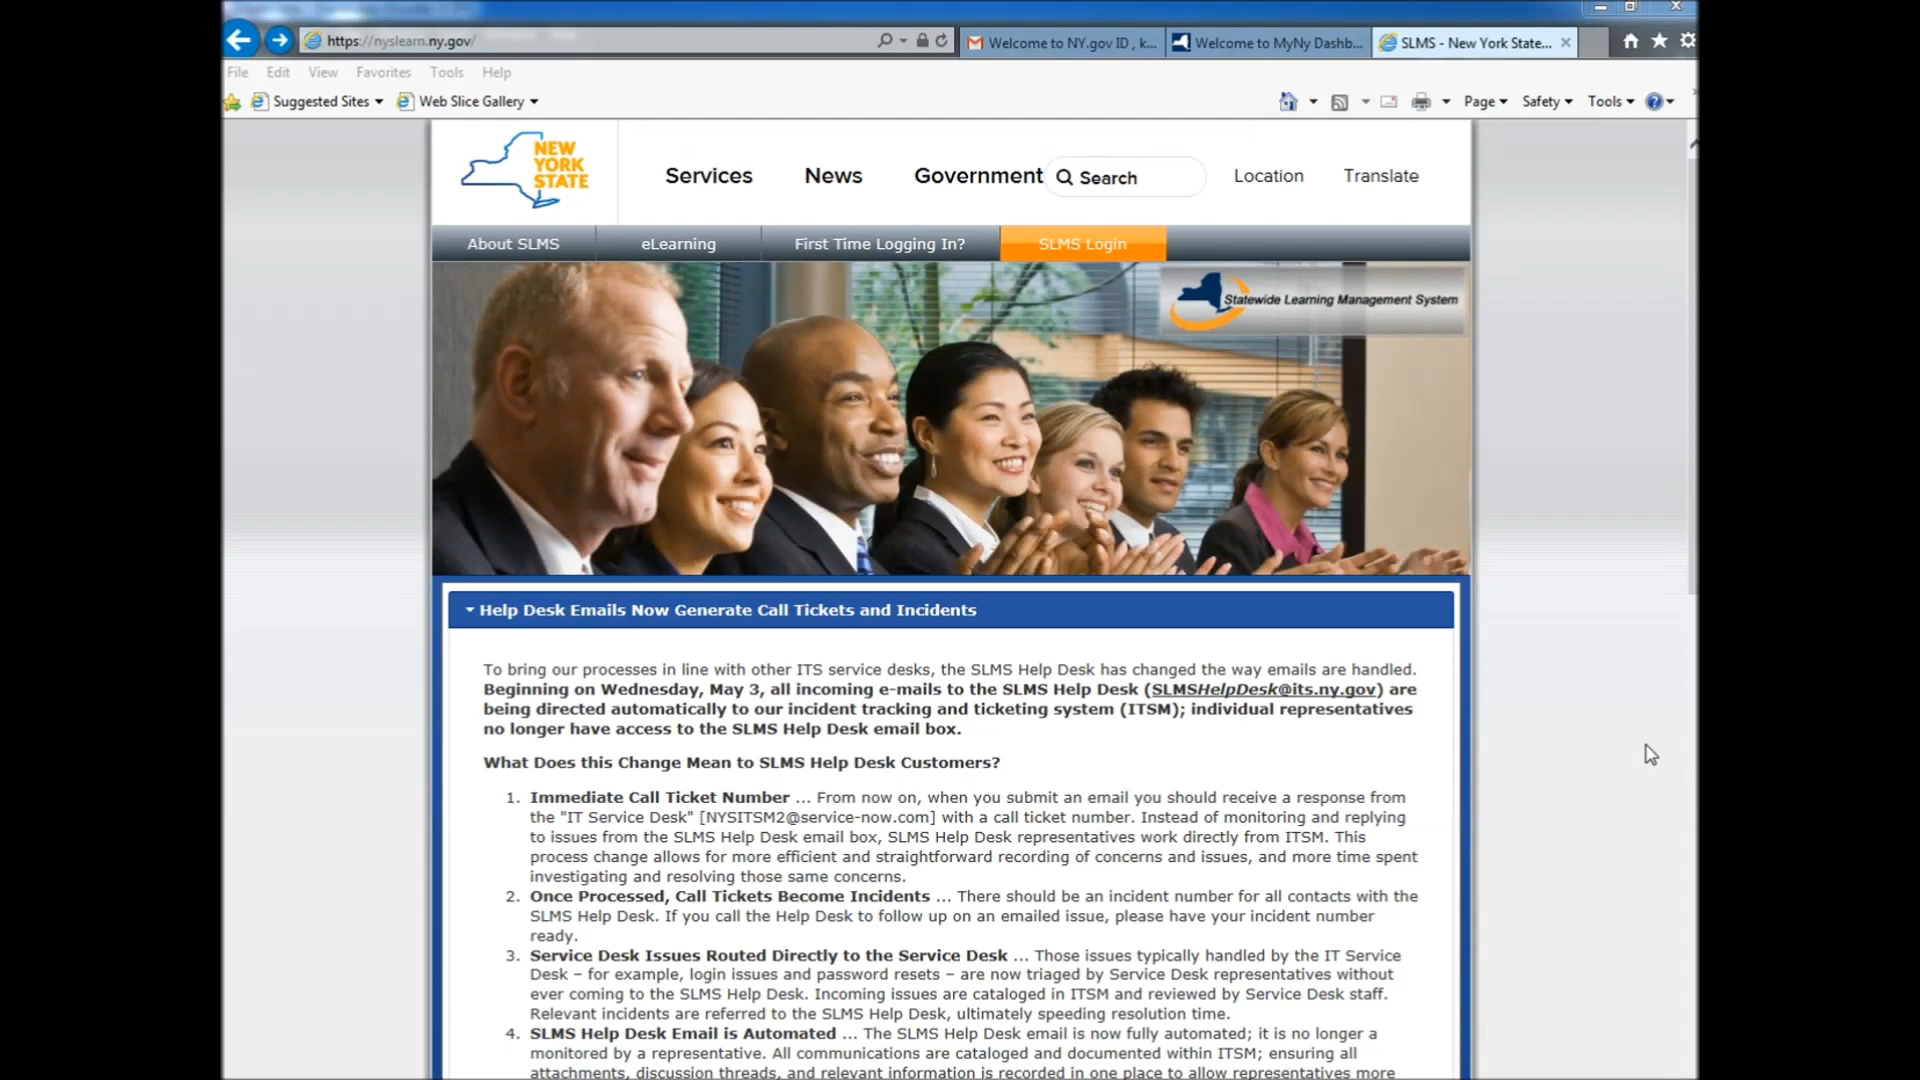 https://nyslearn.ny.gov/
Welcome to NY.gov ID , k...
Welcome to MyNy Dashb...
SLMS - New York State...
File Edit View Favorites Tools Help
Suggested Sites Web Slice Gallery
Page Safety Tools
NEW
YORK
STATE
Services News Government Search Location Translate
About SLMS eLearning First Time Logging In? SLMS Login
Statewide Learning Management System
Help Desk Emails Now Generate Call Tickets and Incidents
To bring our processes in line with other ITS service desks, the SLMS Help Desk has changed the way emails are handled.
Beginning on Wednesday, May 3, all incoming e-mails to the SLMS Help Desk (SLMSHelpDesk@its.ny.gov) are
being directed automatically to our incident tracking and ticketing system (ITSM); individual representatives
no longer have access to the SLMS Help Desk email box.
What Does this Change Mean to SLMS Help Desk Customers?
1. Immediate Call Ticket Number ... From now on, when you submit an email you should receive a response from
the "IT Service Desk" [NYSITSM2@service-now.com] with a call ticket number. Instead of monitoring and replying
to issues from the SLMS Help Desk email box, SLMS Help Desk representatives work directly from ITSM. This
process change allows for more efficient and straightforward recording of concerns and issues, and more time spent
investigating and resolving those same concerns.
2. Once Processed, Call Tickets Become Incidents ... There should be an incident number for all contacts with the
SLMS Help Desk. If you call the Help Desk to follow up on an emailed issue, please have your incident number
ready.
3. Service Desk Issues Routed Directly to the Service Desk ... Those issues typically handled by the IT Service
Desk – for example, login issues and password resets – are now triaged by Service Desk representatives without
ever coming to the SLMS Help Desk. Incoming issues are cataloged in ITSM and reviewed by Service Desk staff.
Relevant incidents are referred to the SLMS Help Desk, ultimately speeding resolution time.
4. SLMS Help Desk Email is Automated ... The SLMS Help Desk email is now fully automated; it is no longer a
monitored by a representative. All communications are cataloged and documented within ITSM; ensuring all
attachments, discussion threads, and relevant information is recorded in one place to allow representatives more